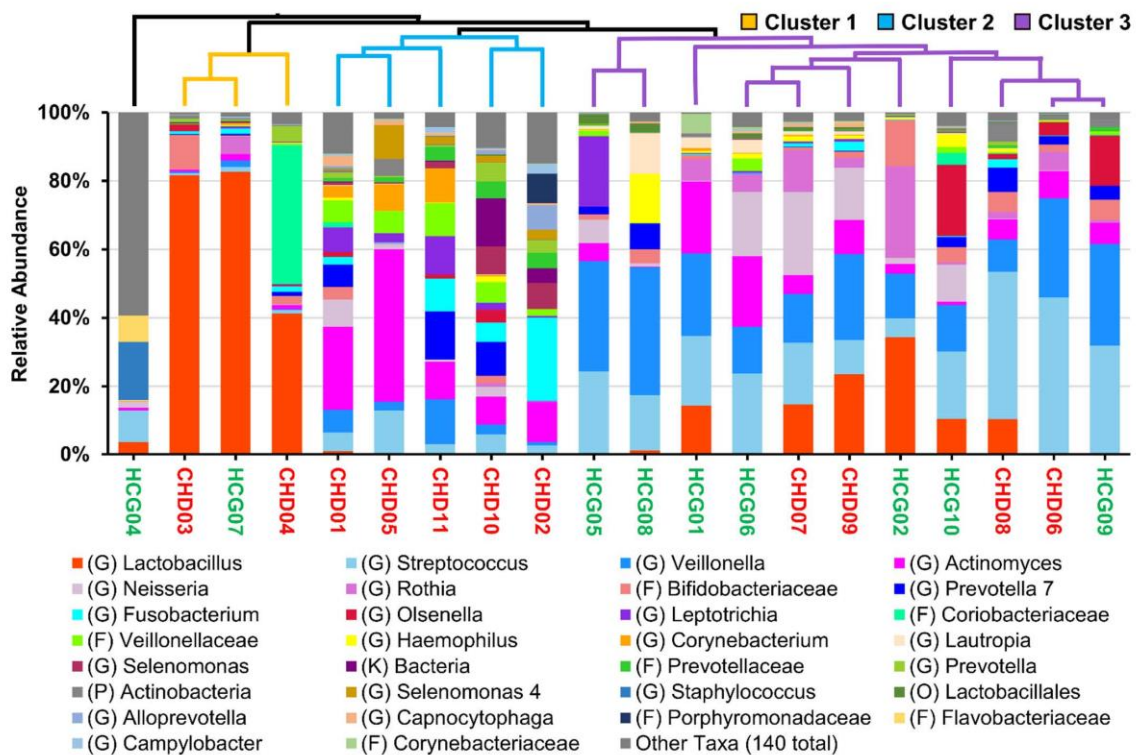 Cluster 1 Cluster 2 Cluster 3
100%
80%
60%
40%
20%
0%
Relative Abundance
HCG04 CHD03 HCG07 CHD04 CHD01 CHD05 CHD11 CHD10 CHD02 HCG05 HCG08 HCG01 HCG06 CHD07 CHD09 HCG02 HCG10 CHD08 CHD06 HCG09
(G) Lactobacillus (G) Streptococcus (G) Veillonella (G) Actinomyces
(G) Neisseria (G) Rothia (F) Bifidobacteriaceae (G) Prevotella 7
(G) Fusobacterium (G) Olsenella (G) Leptotrichia (F) Coriobacteriaceae
(F) Veillonellaceae (G) Haemophilus (G) Corynebacterium (G) Lautropia
(G) Selenomonas (K) Bacteria (F) Prevotellaceae (G) Prevotella
(P) Actinobacteria (G) Selenomonas 4 (G) Staphylococcus (O) Lactobacillales
(G) Alloprevotella (G) Capnocytophaga (F) Porphyromonadaceae (F) Flavobacteriaceae
(G) Campylobacter (F) Corynebacteriaceae Other Taxa (140 total)